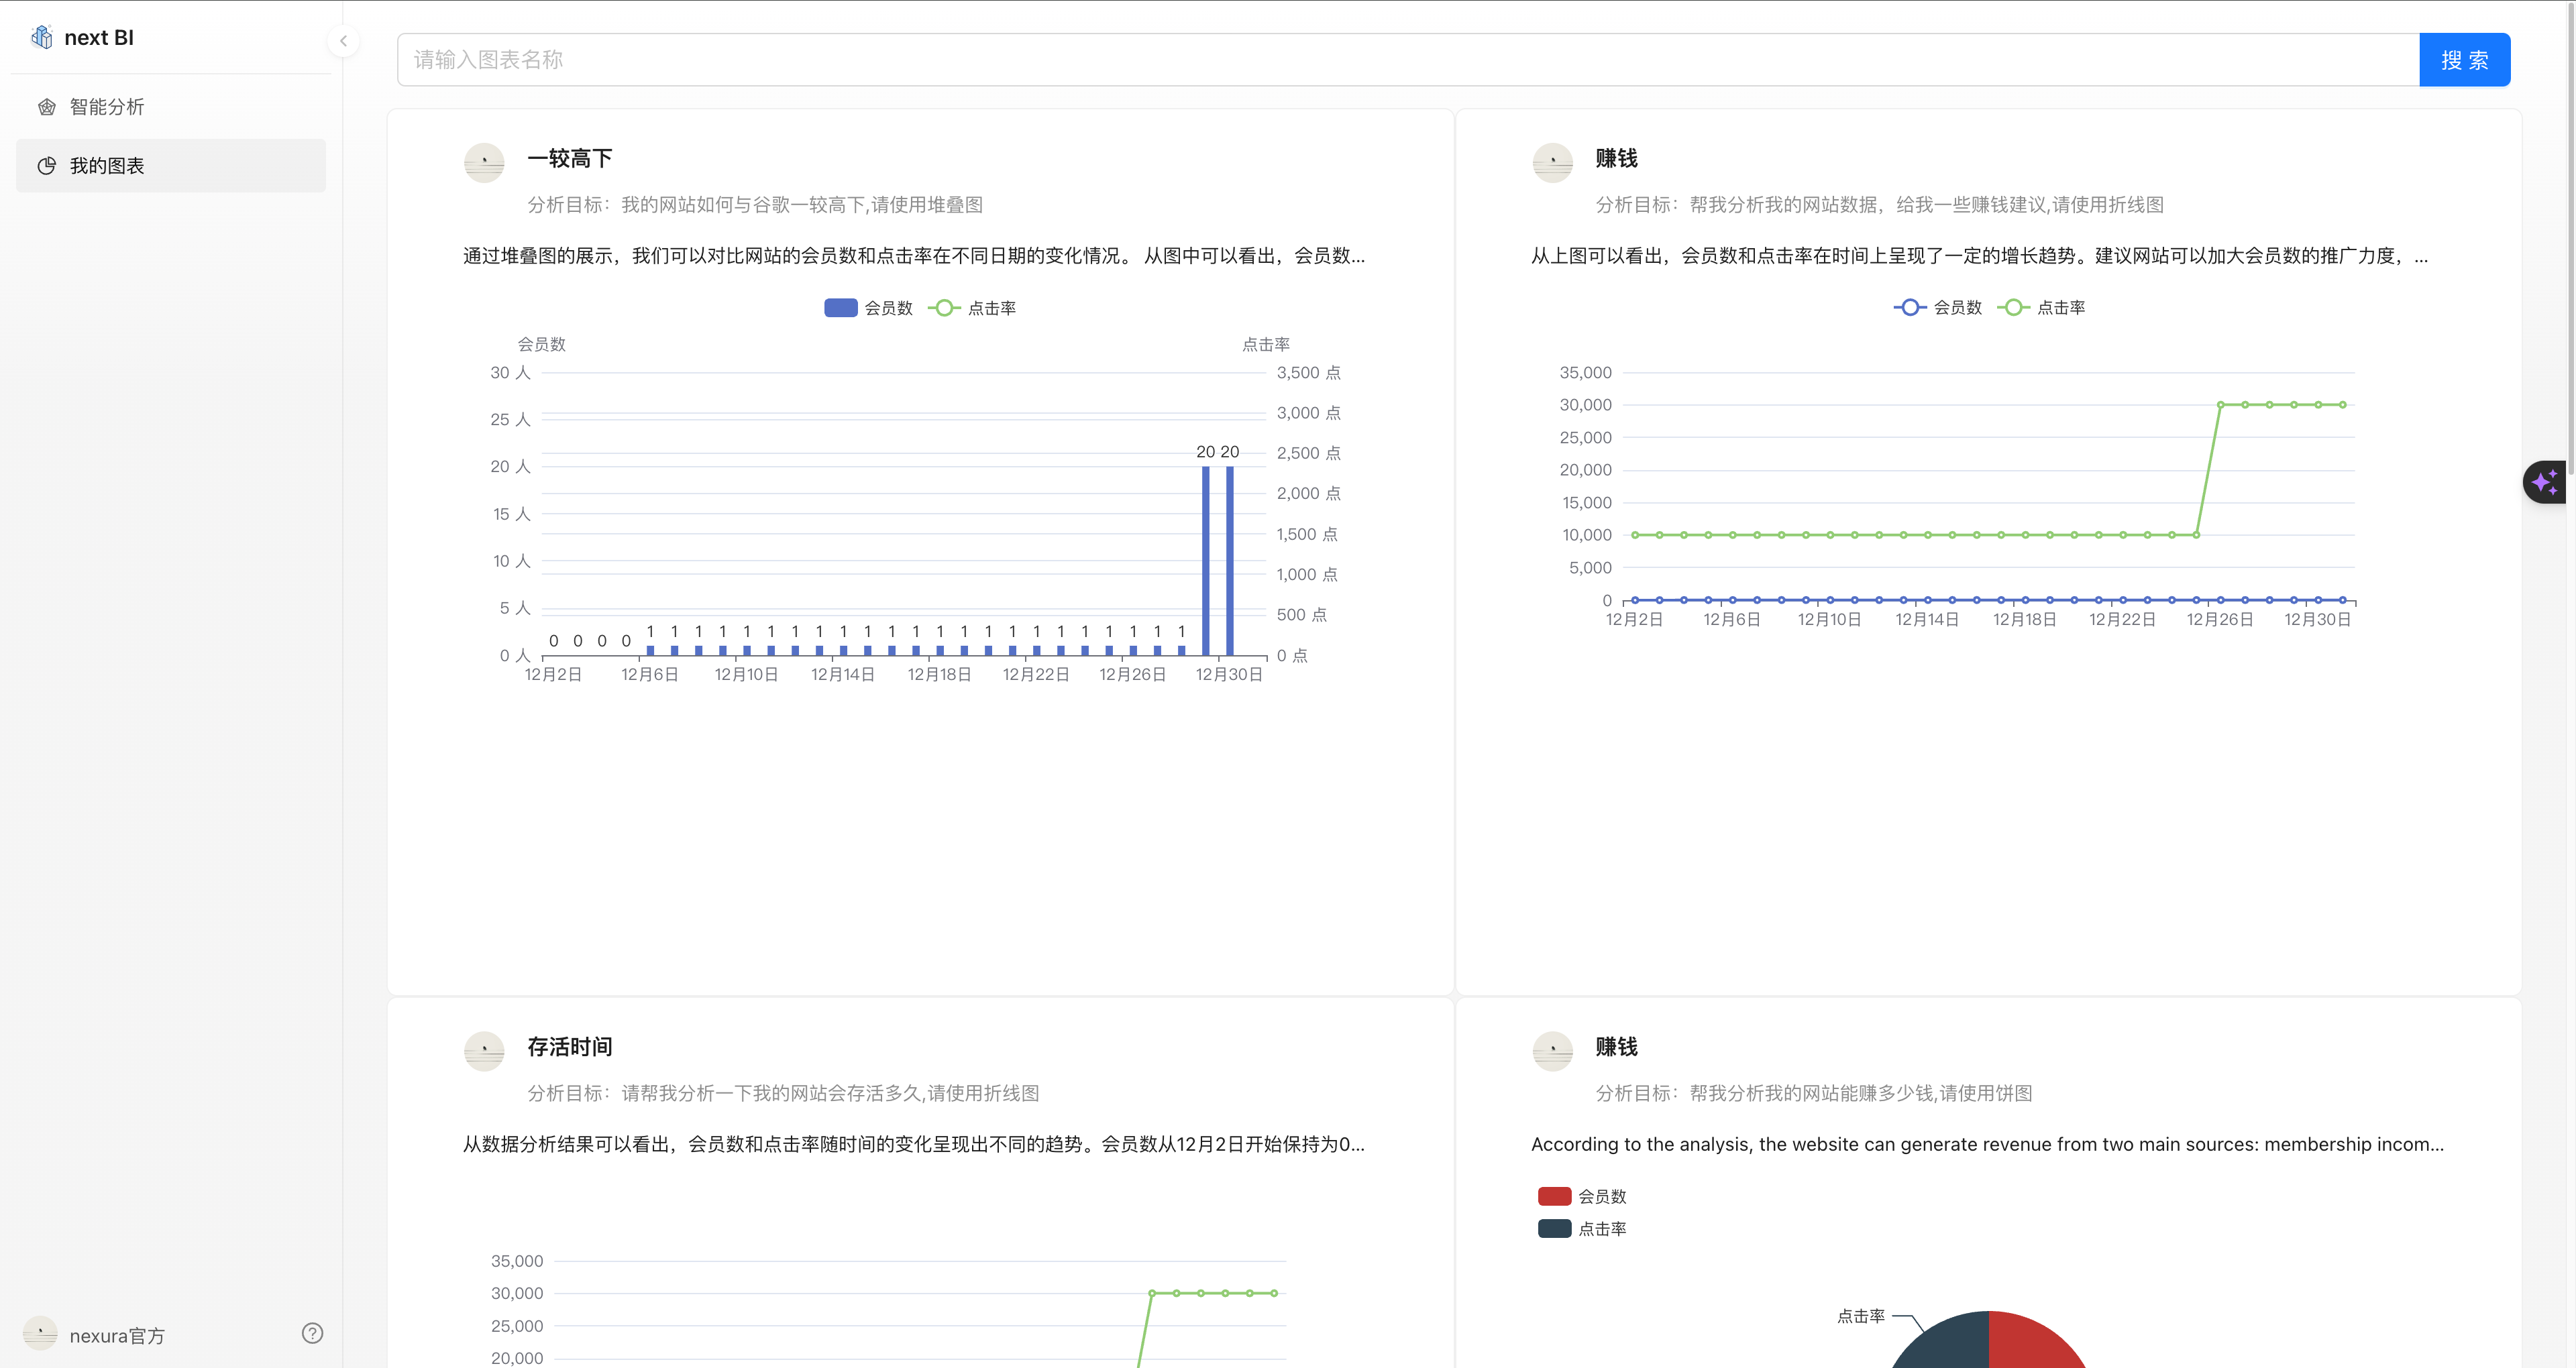 next BI
智能分析
我的图表
nexura官方
请输入图表名称
搜 索
一较高下
分析目标：我的网站如何与谷歌一较高下,请使用堆叠图
通过堆叠图的展示，我们可以对比网站的会员数和点击率在不同日期的变化情况。 从图中可以看出，会员数...
会员数 点击率
会员数 点击率
30 人 3,500 点
3,000 点
25 人
20 20 2,500 点
20 人
2,000 点
15 人
1,500 点
10 人
1,000 点
5 人
500 点
0 0 0 0 1 1 1 1 1 1 1 1 1 1 1 1 1 1 1 1 1 1 1 1 1 1 1
0 人 0 点
12月2日 12月6日 12月10日 12月14日 12月18日 12月22日 12月26日 12月30日
赚钱
分析目标：帮我分析我的网站数据，给我一些赚钱建议,请使用折线图
从上图可以看出，会员数和点击率在时间上呈现了一定的增长趋势。建议网站可以加大会员数的推广力度，...
会员数 点击率
35,000
30,000
25,000
20,000
15,000
10,000
5,000
0
12月2日 12月6日 12月10日 12月14日 12月18日 12月22日 12月26日 12月30日
存活时间
分析目标：请帮我分析一下我的网站会存活多久,请使用折线图
从数据分析结果可以看出，会员数和点击率随时间的变化呈现出不同的趋势。会员数从12月2日开始保持为0...
35,000
30,000
25,000
20,000
赚钱
分析目标：帮我分析我的网站能赚多少钱,请使用饼图
According to the analysis, the website can generate revenue from two main sources: membership incom...
会员数
点击率
点击率